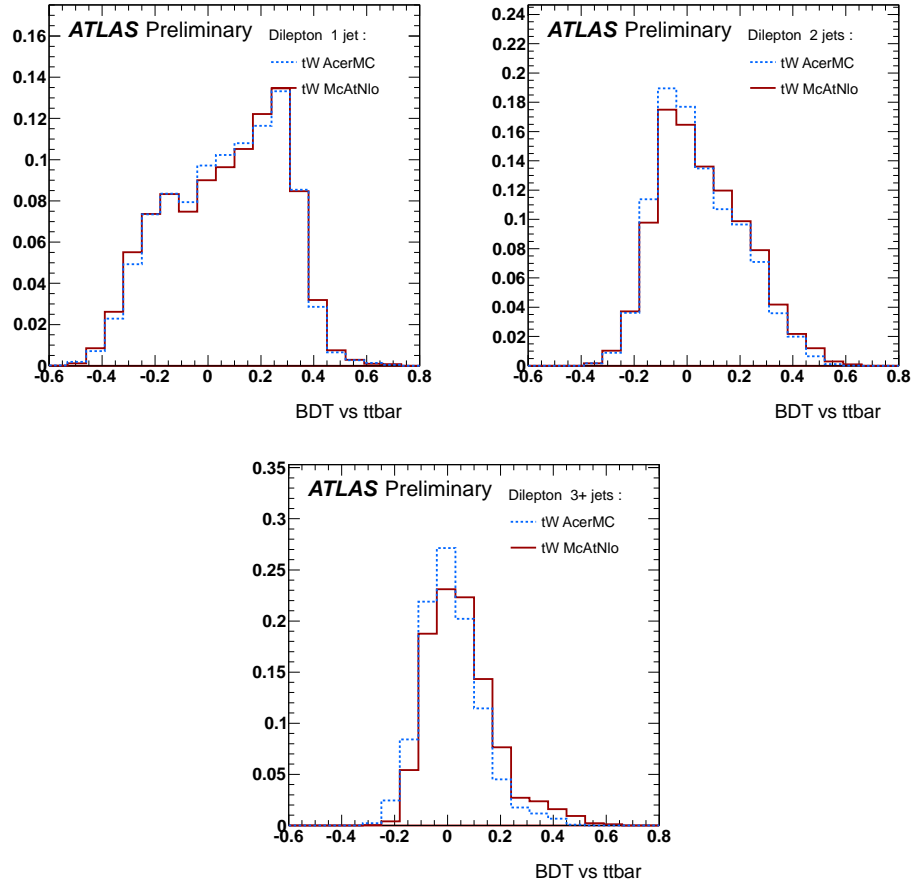 ATLAS Preliminary
Dilepton 1 jet :
tW AcerMC
tW McAtNlo
0.16
0.14
0.12
0.1
0.08
0.06
0.04
0.02
0
-0.6 -0.4 -0.2 0 0.2 0.4 0.6 0.8
BDT vs ttbar
ATLAS Preliminary
Dilepton 2 jets :
tW AcerMC
tW McAtNlo
0.24
0.22
0.2
0.18
0.16
0.14
0.12
0.1
0.08
0.06
0.04
0.02
0
-0.6 -0.4 -0.2 0 0.2 0.4 0.6 0.8
BDT vs ttbar
ATLAS Preliminary
Dilepton 3+ jets :
tW AcerMC
tW McAtNlo
0.35
0.3
0.25
0.2
0.15
0.1
0.05
0
-0.6 -0.4 -0.2 0 0.2 0.4 0.6 0.8
BDT vs ttbar